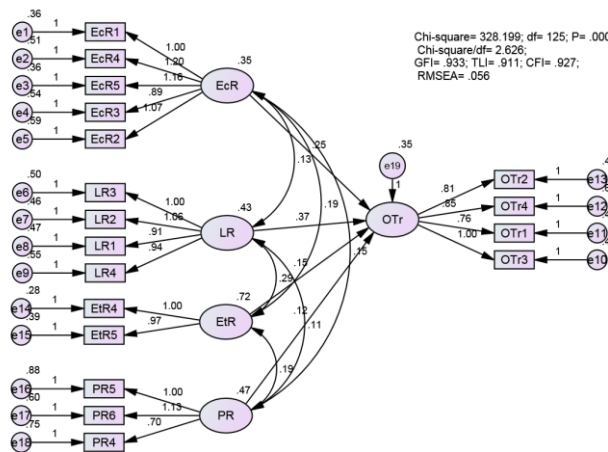 Chi-square= 328.199; df= 125; P= .000
Chi-square/df= 2.626;
GFI= .933; TLI= .911; CFI= .927;
RMSEA= .056
.36
e1 1 EcR1 1.00
.51
e2 1 EcR4 1.20
.36
e3 1 EcR5 1.16
.54
e4 1 EcR3 .89
.59
e5 1 EcR2 1.07
.35
EcR
.50
e6 1 LR3 1.00
.46
e7 1 LR2 1.06
.47
e8 1 LR1 .91
.55
e9 1 LR4 .94
.43
LR
.28
e14 1 EtR4 1.00
.39
e15 1 EtR5 .97
.72
EtR
.88
e16 1 PR5 1.00
.60
e17 1 PR6 1.13
.75
e18 1 PR4 .70
.47
PR
.25
.13
.19
.37
.15
.15
.29
.12
.11
.19
.35
e19
1
OTr
.81 OTr2 1 e13
.85 OTr4 1 e12
.76 OTr1 1 e11
1.00 OTr3 1 e10